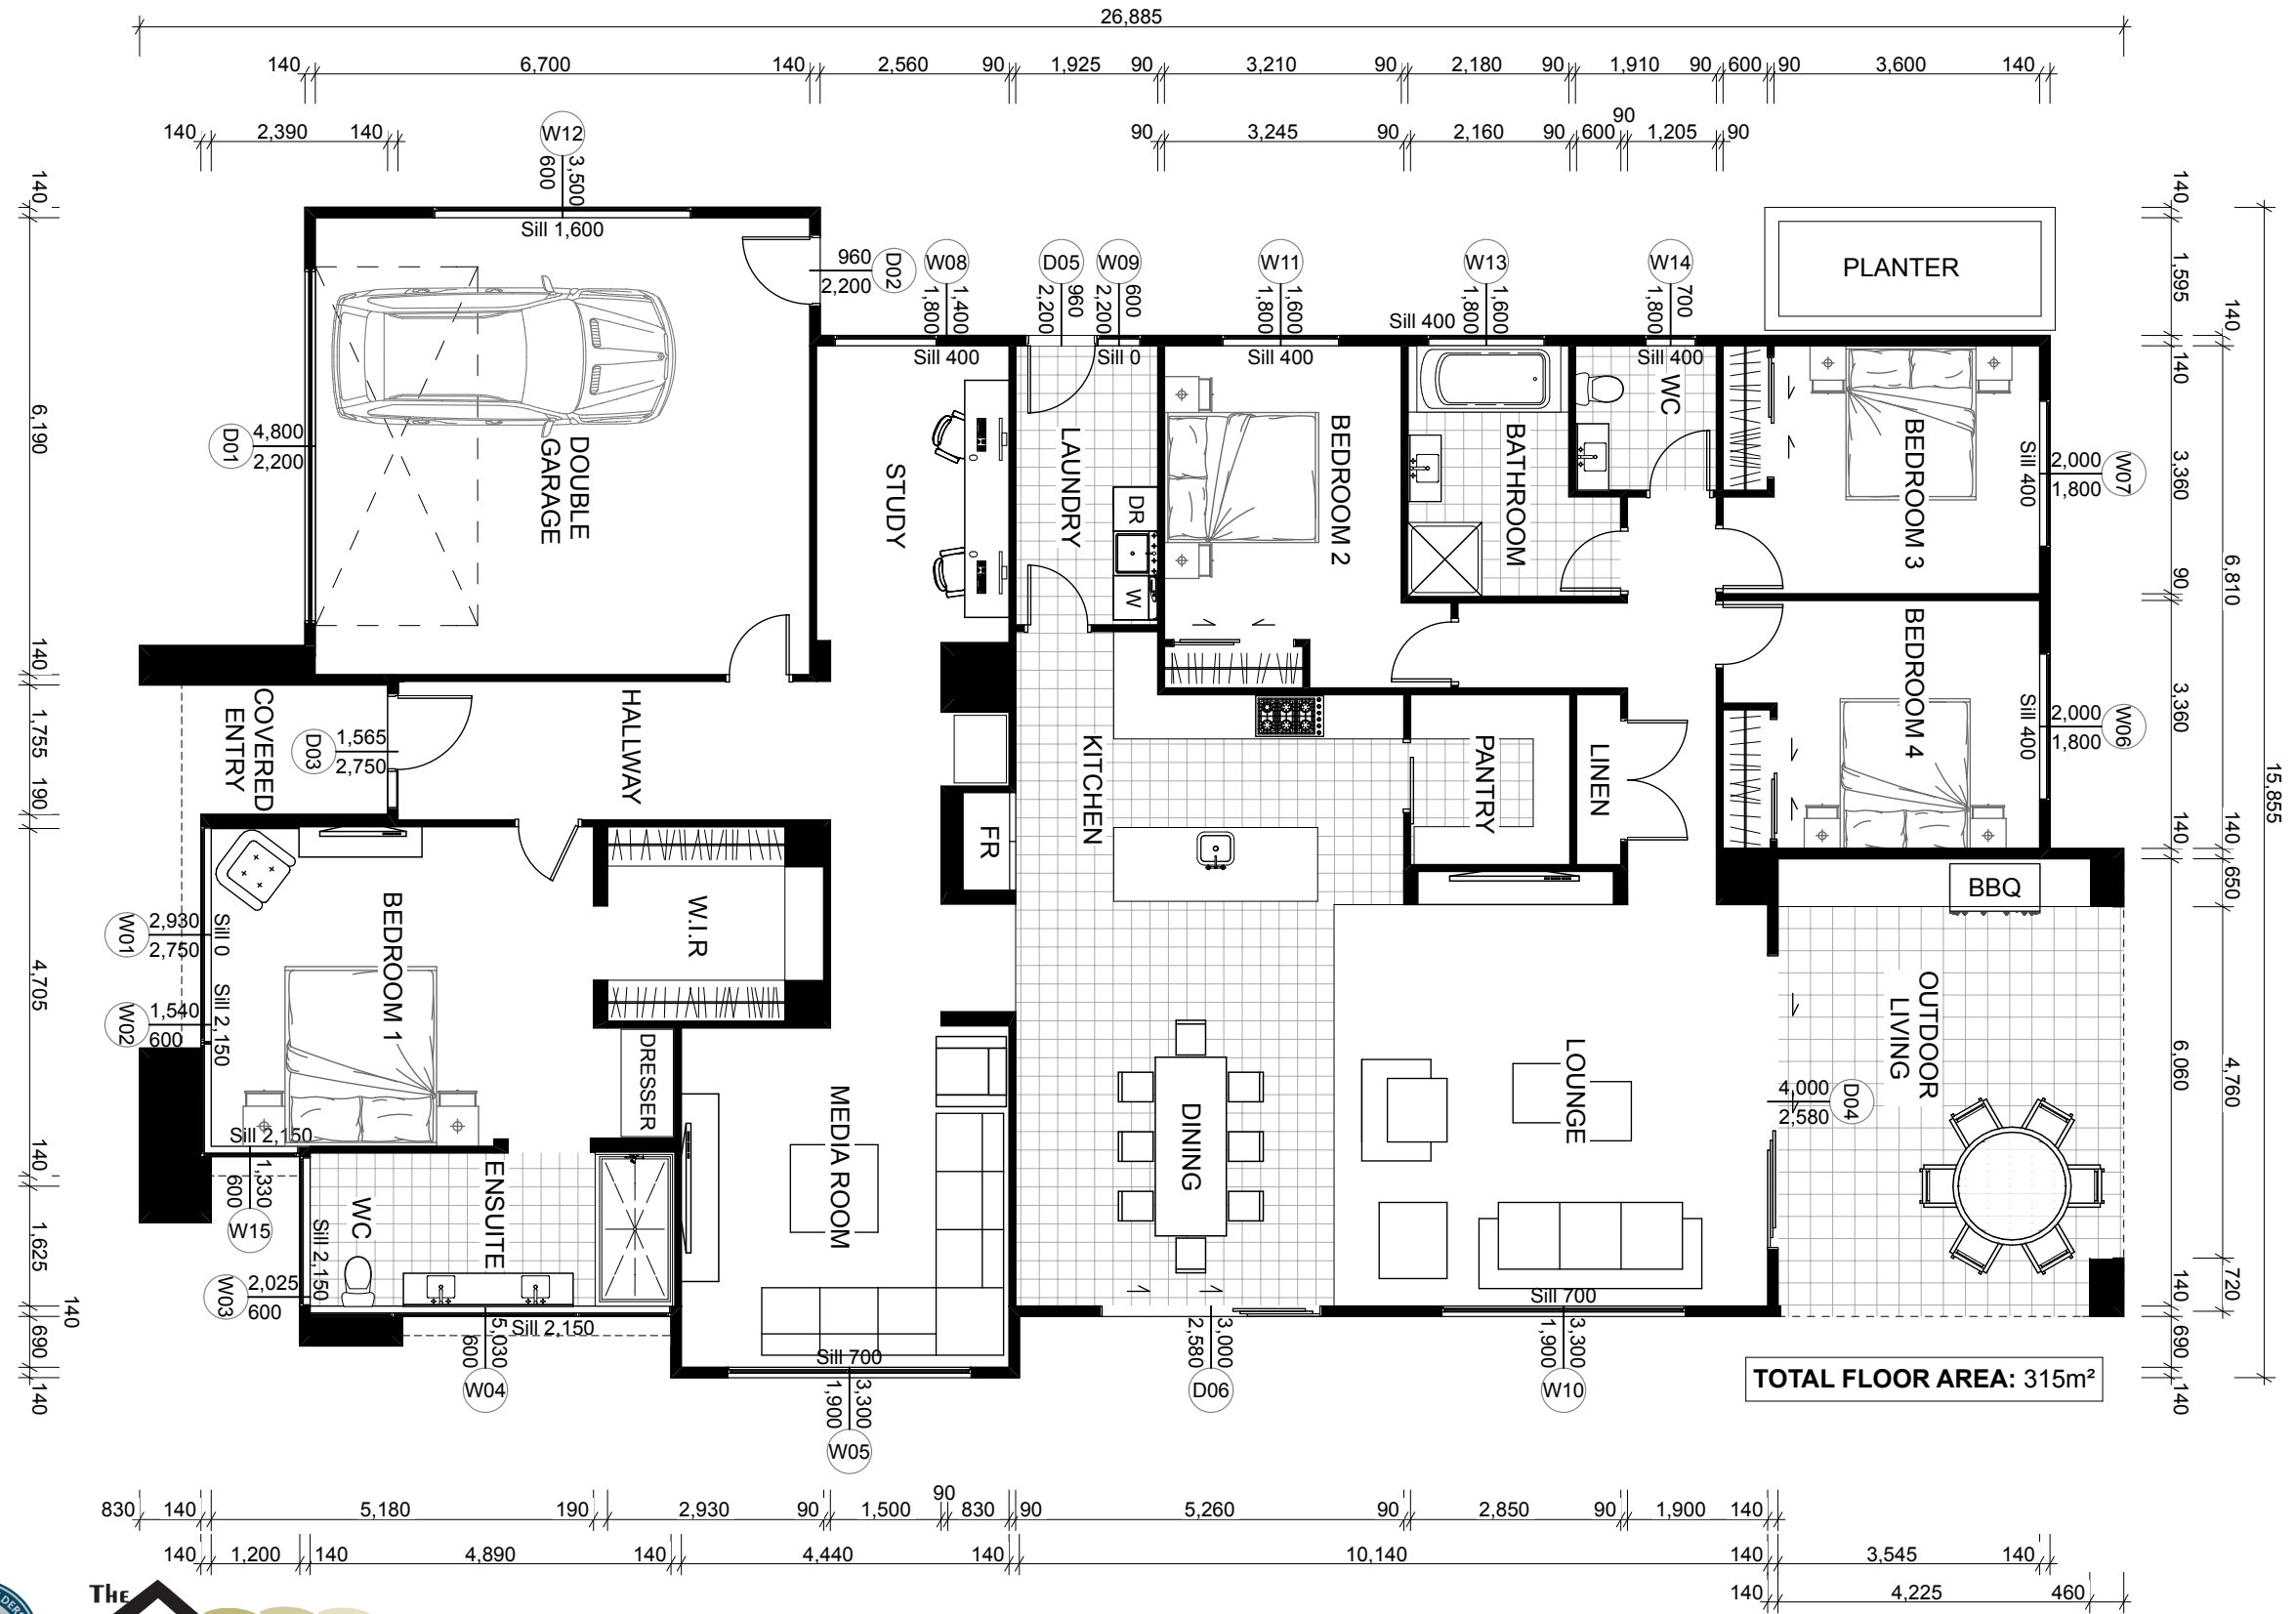 26,885
140 6,700 140 2,560 90 1,925 90 3,210 90 2,180 90 1,910 90 600 90 3,600 140
140 2,390 140
90 3,245 90 2,160 90 600 90 1,205 90
W12
3,500
600
Sill 1,600
D02
960
2,200
W08
1,400
1,800
Sill 400
D05
960
2,200
W09
600
2,200
Sill 0
W11
1,600
1,800
Sill 400
W13
1,600
1,800
Sill 400
W14
700
1,800
Sill 400
PLANTER
140
6,190
140
1,755
190
4,705
140
1,625
140
690
140
D01
4,800
2,200
DOUBLE
GARAGE
STUDY
LAUNDRY
DR
W
BEDROOM 2
BATHROOM
WC
BEDROOM 3
Sill 400
2,000
1,800
W07
BEDROOM 4
Sill 400
2,000
1,800
W06
COVERED
ENTRY
D03
1,565
2,750
HALLWAY
KITCHEN
FR
PANTRY
LINEN
BBQ
W01
2,930
2,750
Sill 0
W02
1,540
600
Sill 2,150
BEDROOM 1
W.I.R
DRESSER
MEDIA ROOM
DINING
LOUNGE
OUTDOOR
LIVING
4,000
2,580
D04
Sill 2,150
1,330
600
W15
WC
ENSUITE
W03
2,025
600
Sill 2,150
Sill 2,150
5,030
600
W04
Sill 700
3,300
1,900
W05
3,000
2,580
D06
Sill 700
3,300
1,900
W10
TOTAL FLOOR AREA: 315m²
140
1,595
140
3,360
90
3,360
140
6,060
140
690
140
140
6,810
140
650
4,760
720
15,855
830 140 5,180 190 2,930 90 1,500 90 830 90 5,260 90 2,850 90 1,900 140
140 1,200 140 4,890 140 4,440 140 10,140 140 3,545 140
140 4,225 460
THE